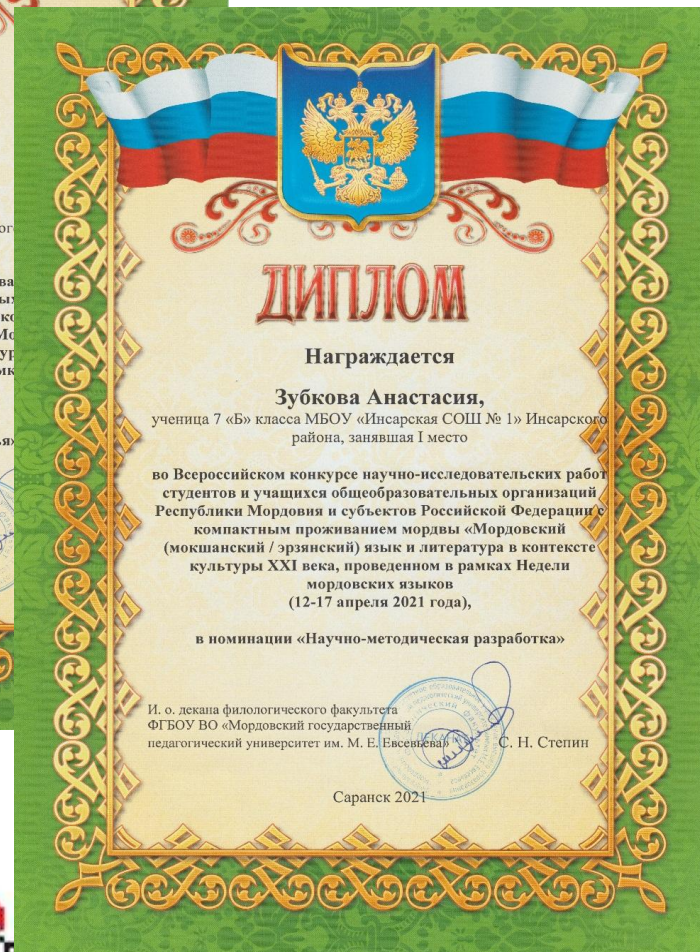 ДИПЛОМ
Награждается
Зубкова Анастасия,
ученица 7 «Б» класса МБОУ «Инсарская СОШ № 1» Инсарского
района, занявшая I место
во Всероссийском конкурсе научно-исследовательских работ
студентов и учащихся общеобразовательных организаций
Республики Мордовия и субъектов Российской Федерации с
компактным проживанием мордвы «Мордовский
(мокшанский / эрзянский) язык и литература в контексте
культуры XXI века, проведенном в рамках Недели
мордовских языков
(12-17 апреля 2021 года),
в номинации «Научно-методическая разработка»
И. о. декана филологического факультета
ФГБОУ ВО «Мордовский государственный
педагогический университет им. М. Е. Евсевьева»
С. Н. Степин
Саранск 2021